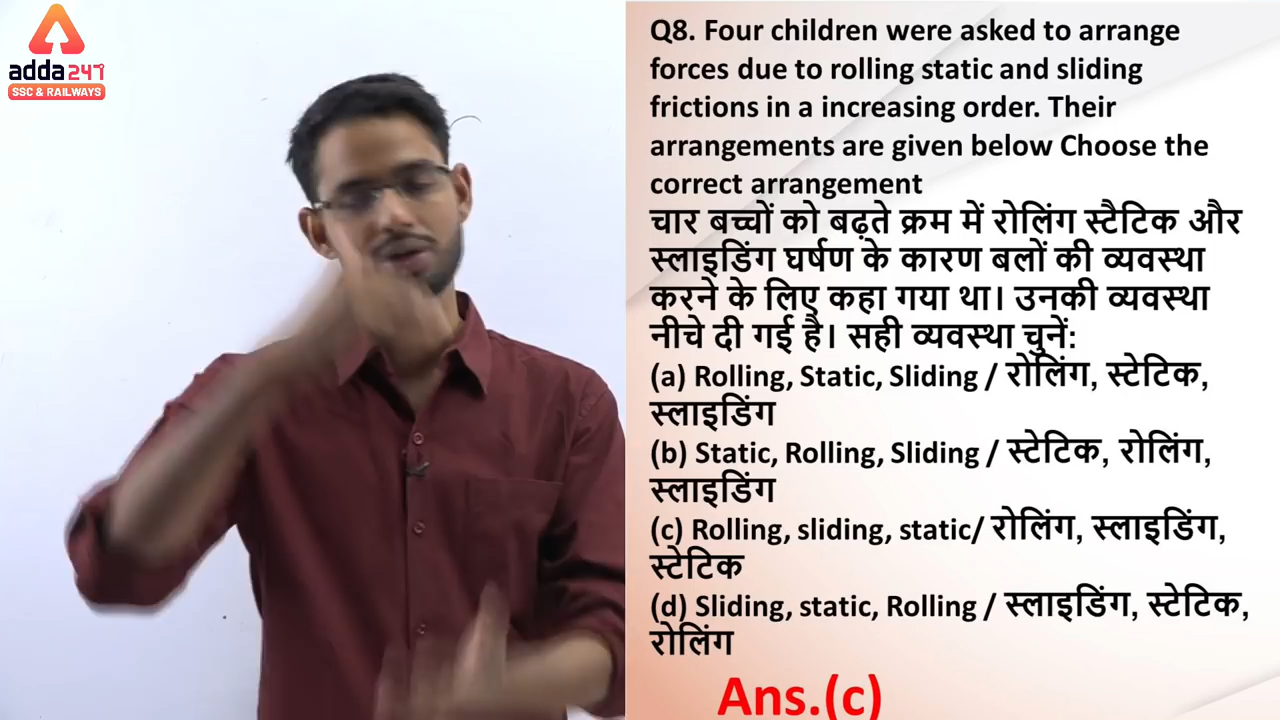 adda 247
SSC & RAILWAYS
Q8. Four children were asked to arrange
forces due to rolling static and sliding
frictions in a increasing order. Their
arrangements are given below Choose the
correct arrangement
चार बच्चों को बढ़ते क्रम में रोलिंग स्टैटिक और
स्लाइडिंग घर्षण के कारण बलों की व्यवस्था
करने के लिए कहा गया था। उनकी व्यवस्था
नीचे दी गई है। सही व्यवस्था चुनें:
(a) Rolling, Static, Sliding / रोलिंग, स्टेटिक,
स्लाइडिंग
(b) Static, Rolling, Sliding / स्टेटिक, रोलिंग,
स्लाइडिंग
(c) Rolling, sliding, static/ रोलिंग, स्लाइडिंग,
स्टेटिक
(d) Sliding, static, Rolling / स्लाइडिंग, स्टेटिक,
रोलिंग
Ans.(c)